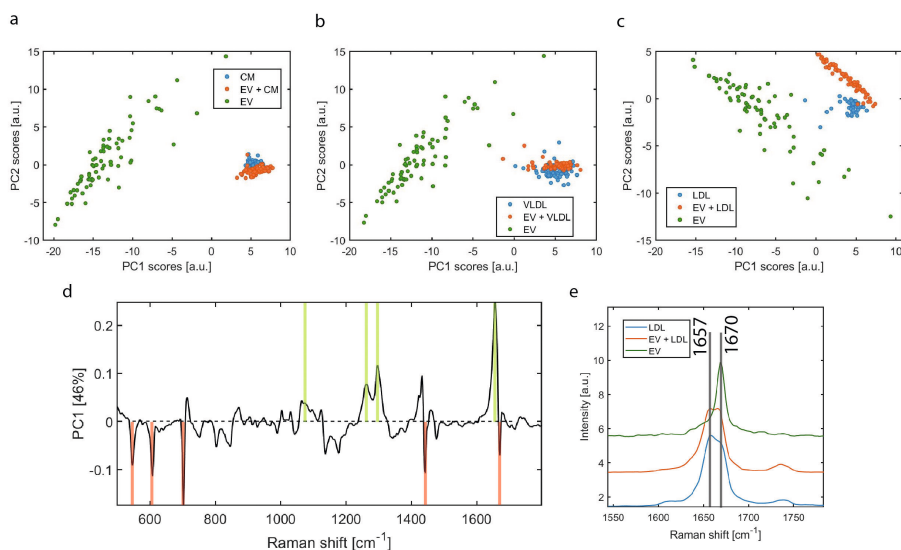 a
15
10
5
0
-5
-10
-20
-15
-10
-5
0
5
10
PC2 scores [a.u.]
PC1 scores [a.u.]
CM
EV + CM
EV
b
15
10
5
0
-5
-10
-20
-15
-10
-5
0
5
10
PC2 scores [a.u.]
PC1 scores [a.u.]
VLDL
EV + VLDL
EV
c
5
0
-5
-10
-15
-20
-15
-10
-5
0
5
10
PC2 scores [a.u.]
PC1 scores [a.u.]
LDL
EV + LDL
EV
d
0.2
0.1
0
-0.1
600
800
1000
1200
1400
1600
PC1 [46%]
Raman shift [cm⁻¹]
e
12
10
8
6
4
2
1550
1600
1650
1700
1750
Intensity [a.u.]
Raman shift [cm⁻¹]
LDL
EV + LDL
EV
1657
1670